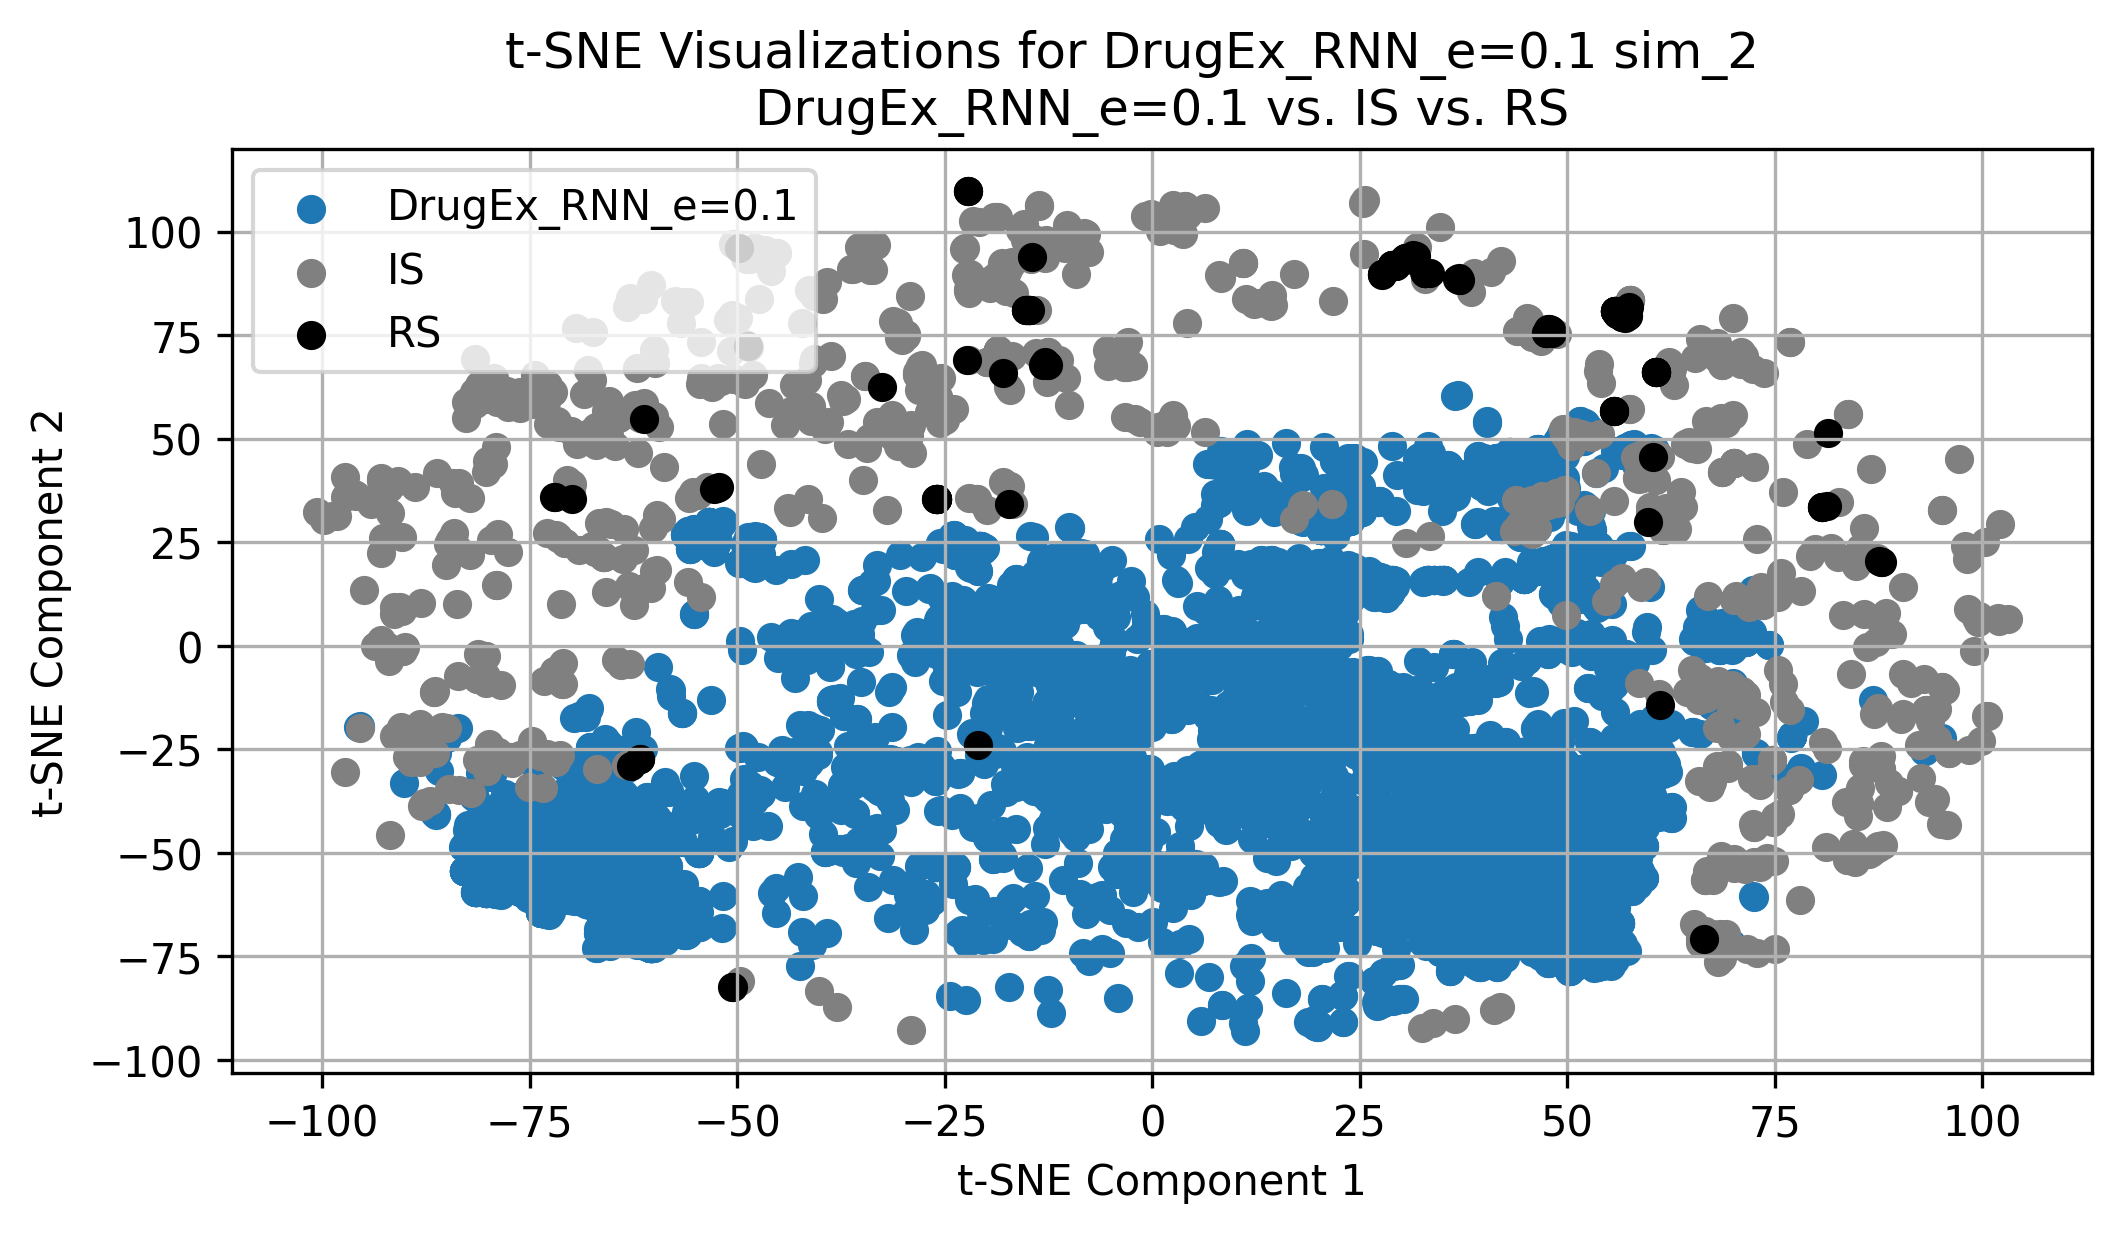 t-SNE Visualizations for DrugEx_RNN_e=0.1 sim_2
DrugEx_RNN_e=0.1 vs. IS vs. RS
DrugEx_RNN_e=0.1
IS
RS
t-SNE Component 2
100
75
50
25
0
−25
−50
−75
−100
−100
−75
−50
−25
0
25
50
75
100
t-SNE Component 1